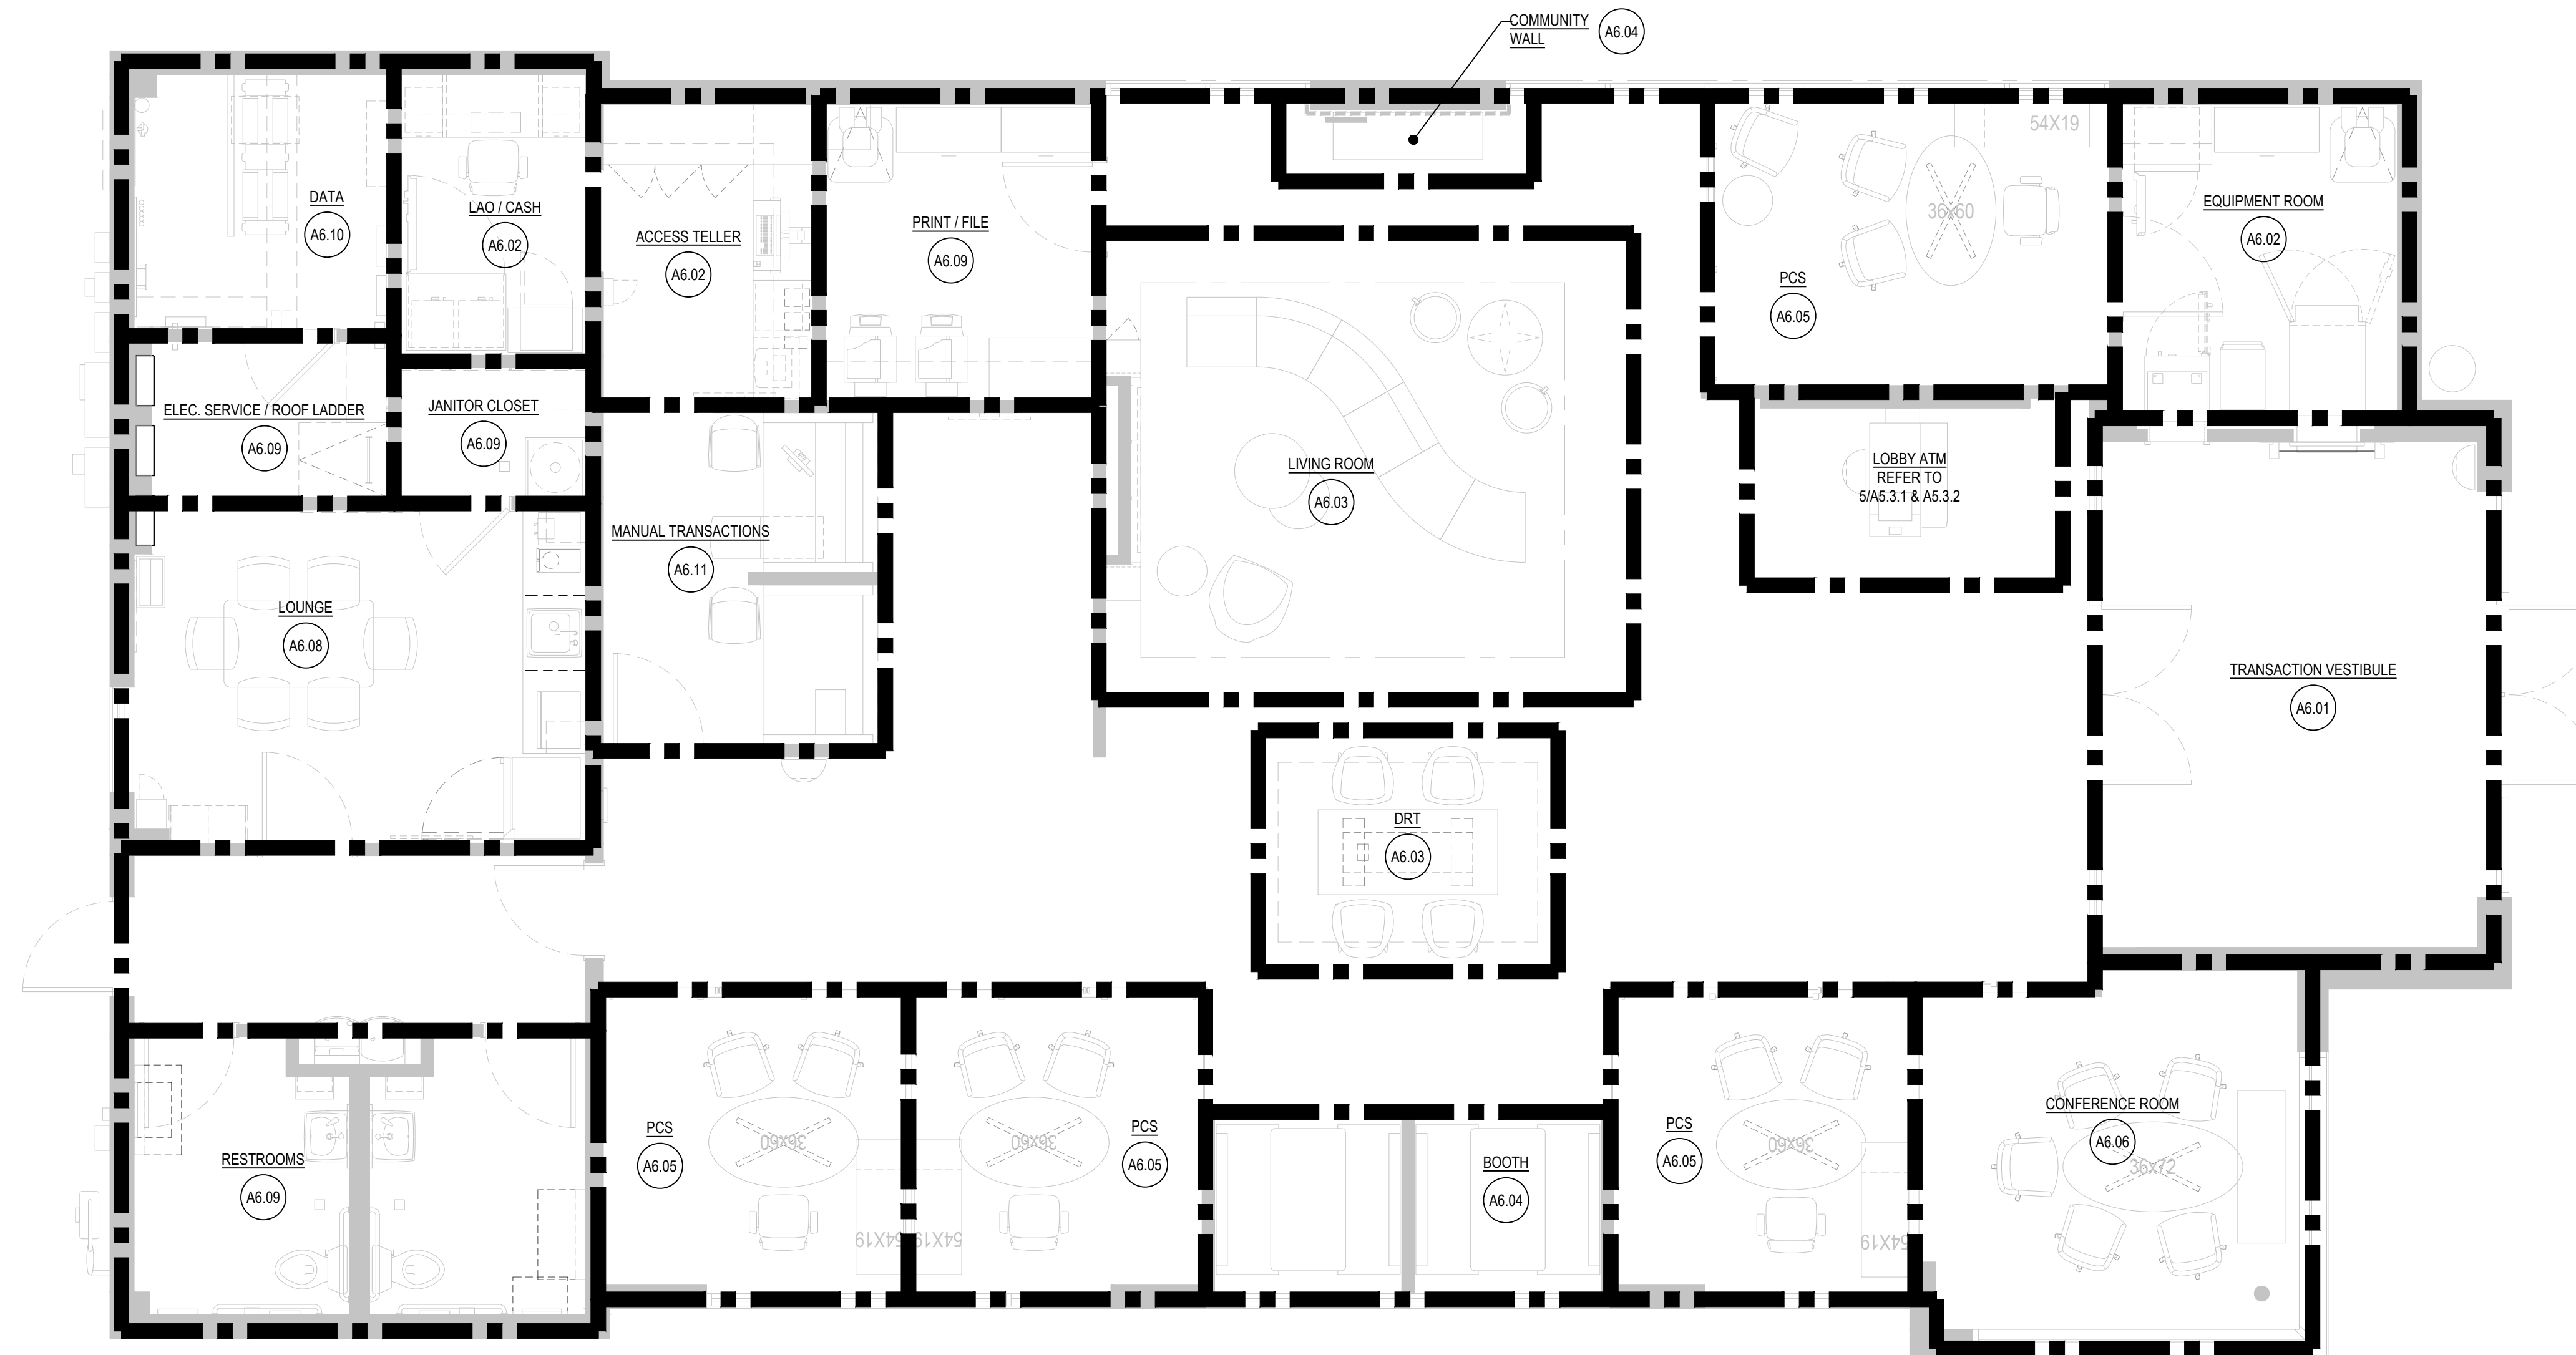 COMMUNITY
WALL
A6.04
DATA
A6.10
LAO / CASH
A6.02
ACCESS TELLER
A6.02
PRINT / FILE
A6.09
54X19
36x60
PCS
A6.05
EQUIPMENT ROOM
A6.02
ELEC. SERVICE / ROOF LADDER
A6.09
JANITOR CLOSET
A6.09
MANUAL TRANSACTIONS
A6.11
LIVING ROOM
A6.03
LOBBY ATM
REFER TO
5/A5.3.1 & A5.3.2
LOUNGE
A6.08
TRANSACTION VESTIBULE
A6.01
DRT
A6.03
RESTROOMS
A6.09
PCS
A6.05
36x60
54X19
PCS
A6.05
36x60
54X19
BOOTH
A6.04
PCS
A6.05
36x60
54X19
CONFERENCE ROOM
A6.06
36x72